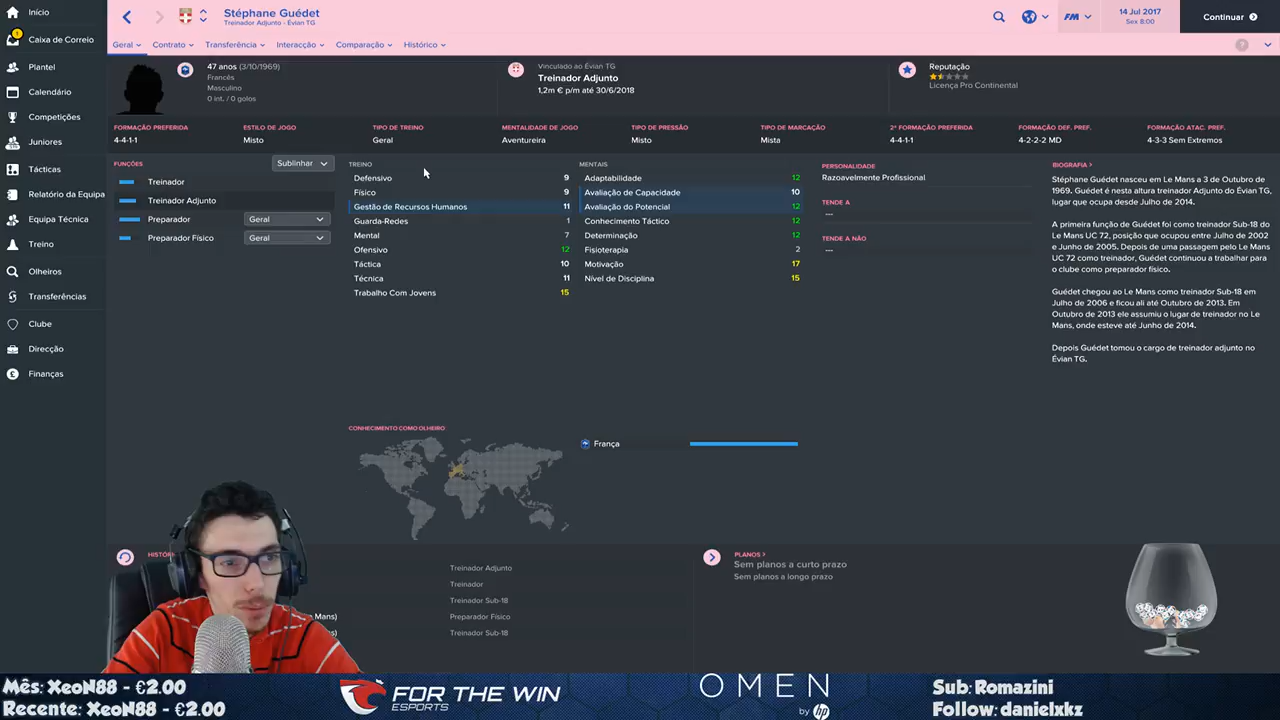 Início
Caixa de Correio
Plantel
Calendário
Competições
Juniores
Tácticas
Relatório da Equipa
Equipa Técnica
Treino
Olheiros
Transferências
Clube
Direcção
Finanças
Stéphane Guédet
Treinador Adjunto - Évian TG
FM
14 Jul 2017
Sex 8:00
Continuar
Geral
Contrato
Transferência
Interacção
Comparação
Histórico
47 anos (3/10/1969)
Francês
Masculino
0 int. / 0 golos
Vinculado ao Évian TG
Treinador Adjunto
1,2m € p/m até 30/6/2018
Reputação
Licença Pro Continental
FORMAÇÃO PREFERIDA
4-4-1-1
ESTILO DE JOGO
Misto
TIPO DE TREINO
Geral
MENTALIDADE DE JOGO
Aventureira
TIPO DE PRESSÃO
Misto
TIPO DE MARCAÇÃO
Mista
2ª FORMAÇÃO PREFERIDA
4-4-1-1
FORMAÇÃO DEF. PREF.
4-2-2-2 MD
FORMAÇÃO ATAC. PREF.
4-3-3 Sem Extremos
FUNÇÕES
Sublinhar
Treinador
Treinador Adjunto
Preparador Geral
Preparador Físico Geral
TREINO
Defensivo 9
Físico 9
Gestão de Recursos Humanos 11
Guarda-Redes 1
Mental 7
Ofensivo 12
Táctica 10
Técnica 11
Trabalho Com Jovens 15
MENTAIS
Adaptabilidade 12
Avaliação de Capacidade 10
Avaliação do Potencial 12
Conhecimento Táctico 12
Determinação 12
Fisioterapia 2
Motivação 17
Nível de Disciplina 15
PERSONALIDADE
Razoavelmente Profissional
TENDE A
---
TENDE A NÃO
---
BIOGRAFIA >
Stéphane Guédet nasceu em Le Mans a 3 de Outubro de
1969. Guédet é nesta altura treinador Adjunto do Évian TG,
lugar que ocupa desde Julho de 2014.
A primeira função de Guédet foi como treinador Sub-18 do
Le Mans UC 72, posição que ocupou entre Julho de 2002
e Junho de 2005. Depois de uma passagem pelo Le Mans
UC 72 como treinador, Guédet continuou a trabalhar para
o clube como preparador físico.
Guédet chegou ao Le Mans como treinador Sub-18 em
Julho de 2006 e ficou ali até Outubro de 2013. Em
Outubro de 2013 ele assumiu o lugar de treinador no Le
Mans, onde esteve até Junho de 2014.
Depois Guédet tomou o cargo de treinador adjunto no
Évian TG.
CONHECIMENTO COMO OLHEIRO
França
Treinador Adjunto
Treinador
Treinador Sub-18
Mans) Preparador Físico
Treinador Sub-18
PLANOS >
Sem planos a curto prazo
Sem planos a longo prazo
Mês: XeoN88 - €2.00
Recente: XeoN88 - €2.00
FOR THE WIN
ESPORTS
OMEN
by hp
Sub: Romazini
Follow: danielxkz